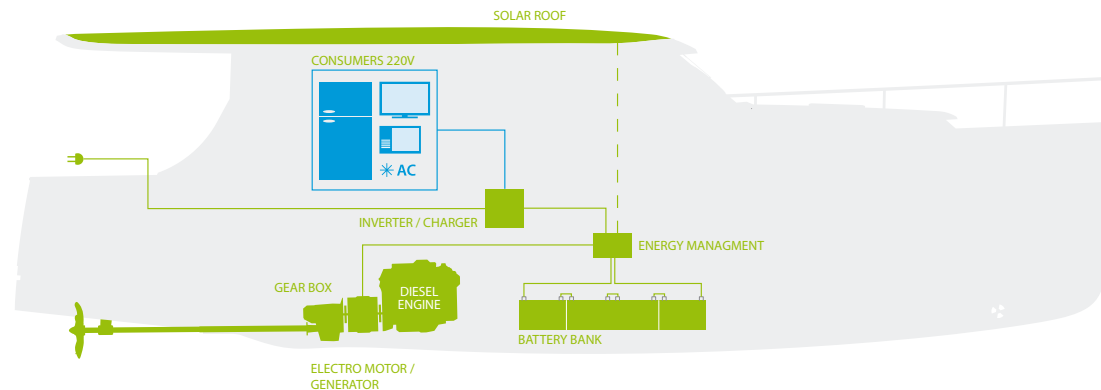 SOLAR ROOF
CONSUMERS 220V
AC
INVERTER / CHARGER
ENERGY MANAGMENT
GEAR BOX
DIESEL
ENGINE
BATTERY BANK
ELECTRO MOTOR /
GENERATOR